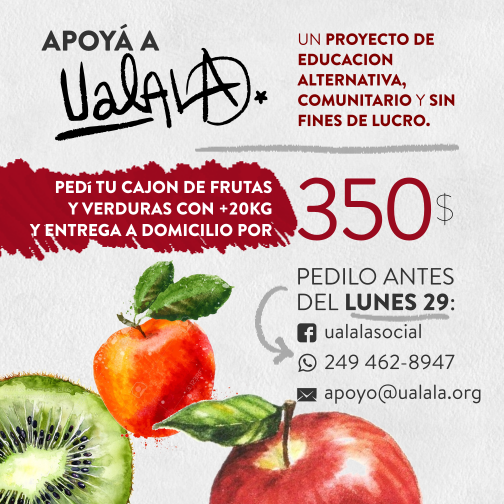 APOYÁ A
UalALA.
UN PROYECTO DE
EDUCACION
ALTERNATIVA,
COMUNITARIO Y SIN
FINES DE LUCRO.
PEDí TU CAJON DE FRUTAS
Y VERDURAS CON +20KG
Y ENTREGA A DOMICILIO POR
350$
PEDILO ANTES
DEL LUNES 29:
ualalasocial
249 462-8947
apoyo@ualala.org